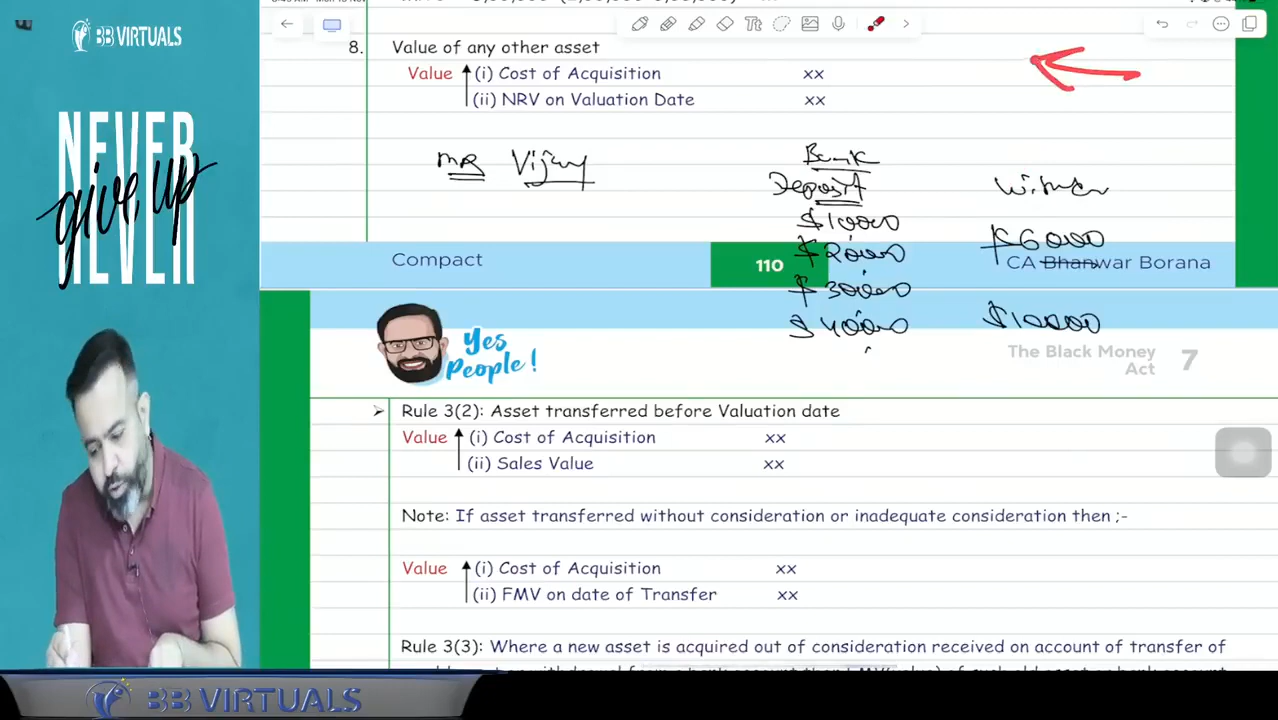 BB VIRTUALS
NEVER
give up
NEVER
8. Value of any other asset
Value (i) Cost of Acquisition xx
(ii) NRV on Valuation Date xx
MR Vijay
Bank
Deposit
$10000
$20000
$30000
$40000
$6000
$10000
Compact 110 CA Bhanwar Borana
Yes
People !
The Black Money
Act 7
➢ Rule 3(2): Asset transferred before Valuation date
Value (i) Cost of Acquisition xx
(ii) Sales Value xx
Note: If asset transferred without consideration or inadequate consideration then ;-
Value (i) Cost of Acquisition xx
(ii) FMV on date of Transfer xx
Rule 3(3): Where a new asset is acquired out of consideration received on account of transfer of
BB VIRTUALS